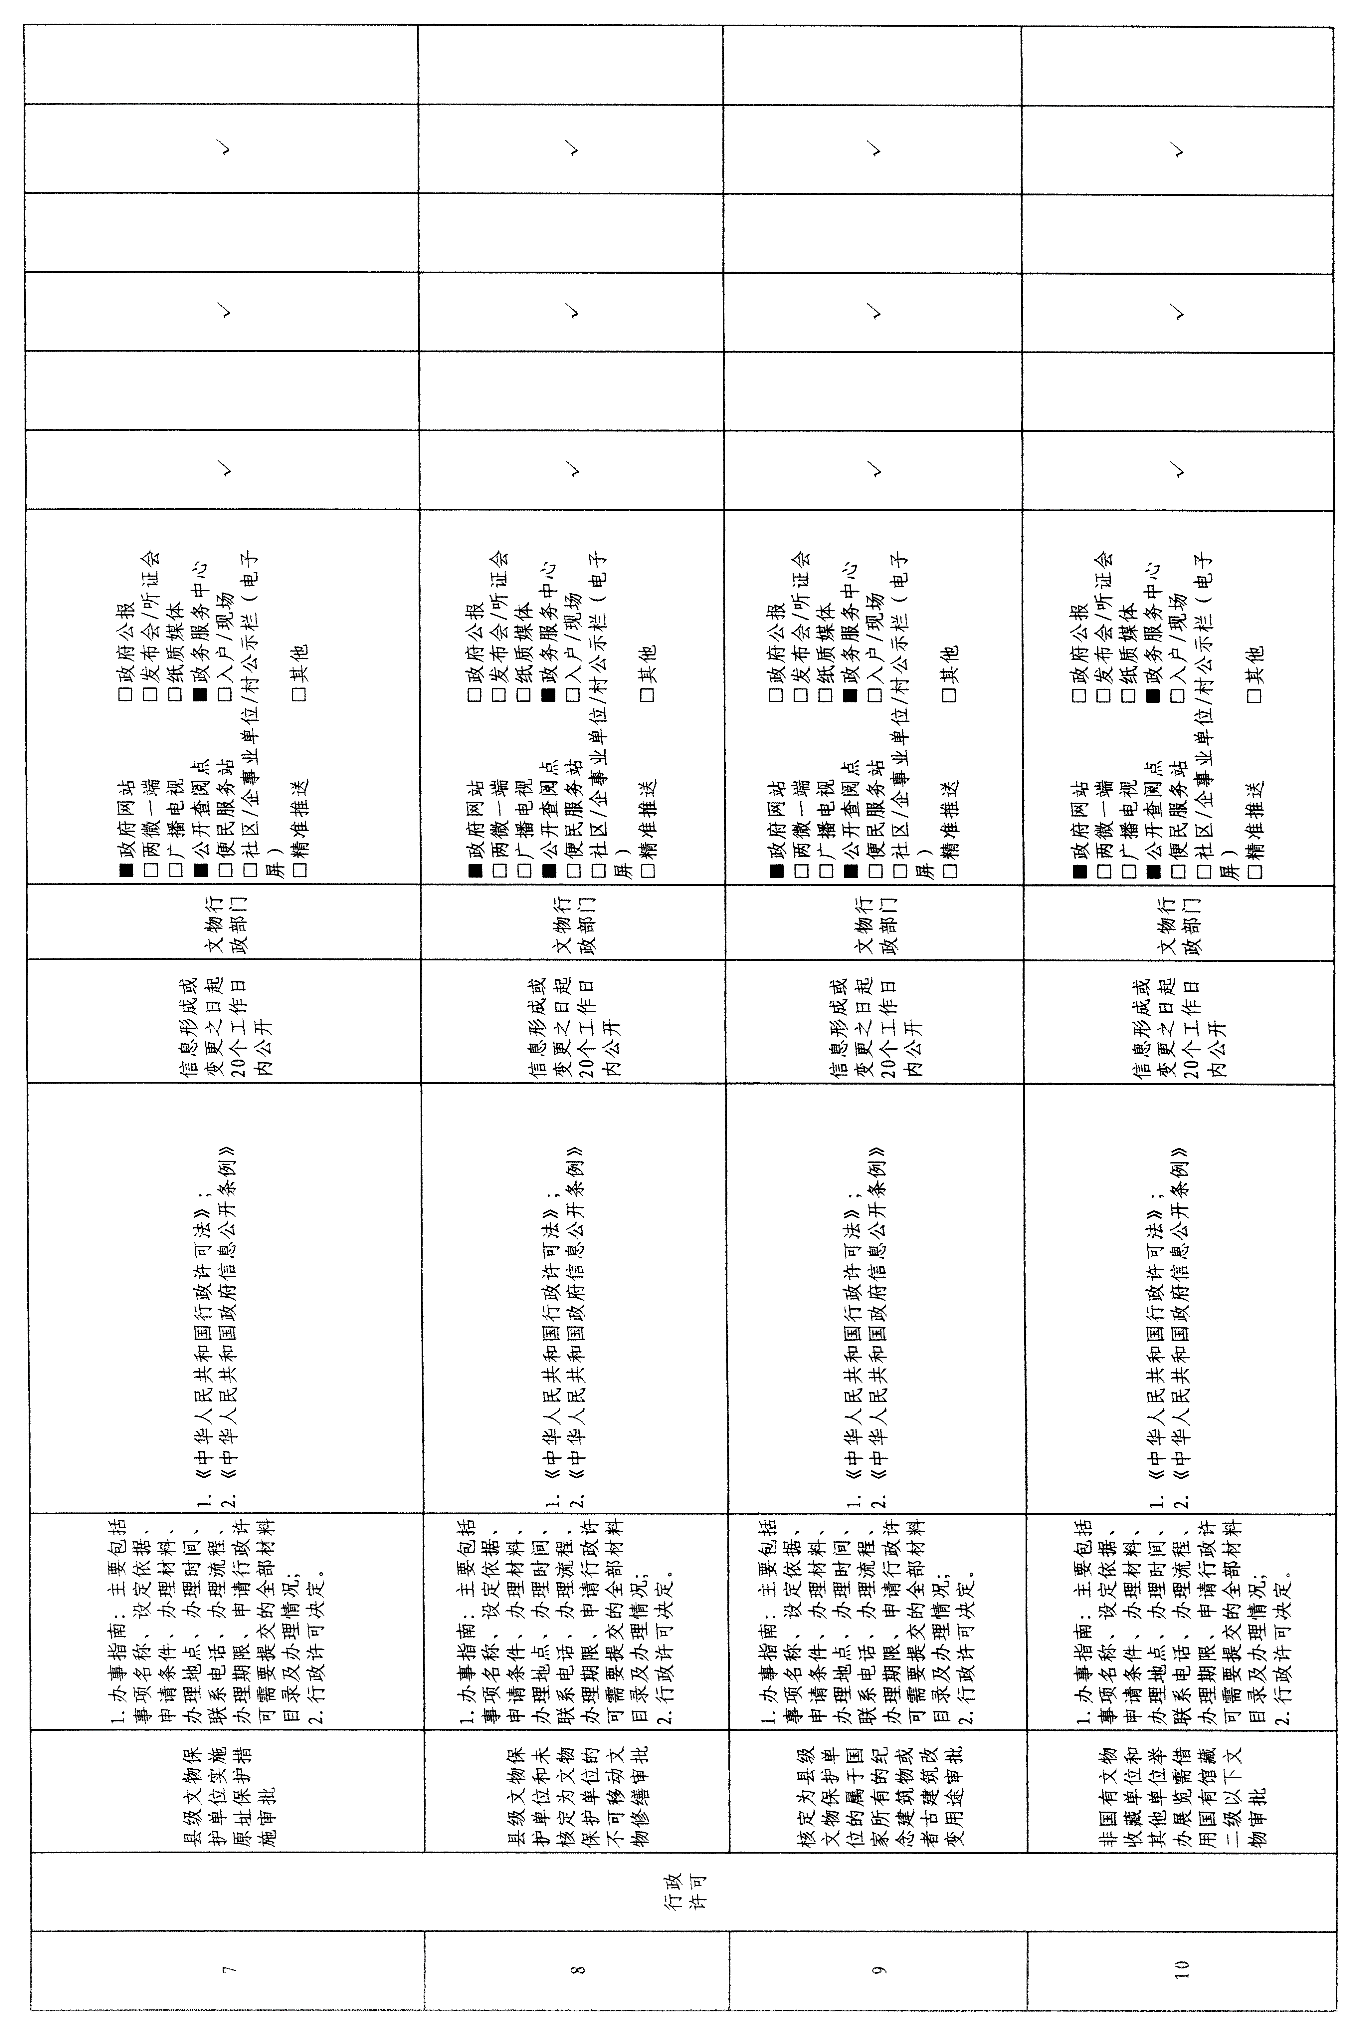 7
行政
许可
县级文物保
护单位实施
原址保护措
施审批
1. 办事指南：主要包括
事项名称、设定依据、
申请条件、办理材料、
办理地点、办理时间、
联系电话、办理流程、
办理期限、申请行政许
可需要提交的全部材料
目录及办理情况；
2. 行政许可决定。
1. 《中华人民共和国行政许可法》；
2. 《中华人民共和国政府信息公开条例》
信息形成或
变更之日起
20个工作日
内公开
文物行
政部门
■政府网站 □政府公报
□两微一端 □发布会/听证会
□广播电视 □纸质媒体
■公开查阅点 ■政务服务中心
□便民服务站 □入户/现场
□社区/企事业单位/村公示栏（电子
屏）
□精准推送 □其他
√
√
√
8
县级文物保
护单位和未
核定为文物
保护单位的
不可移动文
物修缮审批
1. 办事指南：主要包括
事项名称、设定依据、
申请条件、办理材料、
办理地点、办理时间、
联系电话、办理流程、
办理期限、申请行政许
可需要提交的全部材料
目录及办理情况；
2. 行政许可决定。
1. 《中华人民共和国行政许可法》；
2. 《中华人民共和国政府信息公开条例》
信息形成或
变更之日起
20个工作日
内公开
文物行
政部门
■政府网站 □政府公报
□两微一端 □发布会/听证会
□广播电视 □纸质媒体
■公开查阅点 ■政务服务中心
□便民服务站 □入户/现场
□社区/企事业单位/村公示栏（电子
屏）
□精准推送 □其他
√
√
√
9
核定为县级
文物保护单
位的属于国
家所有的纪
念建筑物或
者古建筑改
变用途审批
1. 办事指南：主要包括
事项名称、设定依据、
申请条件、办理材料、
办理地点、办理时间、
联系电话、办理流程、
办理期限、申请行政许
可需要提交的全部材料
目录及办理情况；
2. 行政许可决定。
1. 《中华人民共和国行政许可法》；
2. 《中华人民共和国政府信息公开条例》
信息形成或
变更之日起
20个工作日
内公开
文物行
政部门
■政府网站 □政府公报
□两微一端 □发布会/听证会
□广播电视 □纸质媒体
■公开查阅点 ■政务服务中心
□便民服务站 □入户/现场
□社区/企事业单位/村公示栏（电子
屏）
□精准推送 □其他
√
√
√
10
非国有文物
收藏单位和
其他单位举
办展览需借
用国有馆藏
二级以下文
物审批
1. 办事指南：主要包括
事项名称、设定依据、
申请条件、办理材料、
办理地点、办理时间、
联系电话、办理流程、
办理期限、申请行政许
可需要提交的全部材料
目录及办理情况；
2. 行政许可决定。
1. 《中华人民共和国行政许可法》；
2. 《中华人民共和国政府信息公开条例》
信息形成或
变更之日起
20个工作日
内公开
文物行
政部门
■政府网站 □政府公报
□两微一端 □发布会/听证会
□广播电视 □纸质媒体
■公开查阅点 ■政务服务中心
□便民服务站 □入户/现场
□社区/企事业单位/村公示栏（电子
屏）
□精准推送 □其他
√
√
√